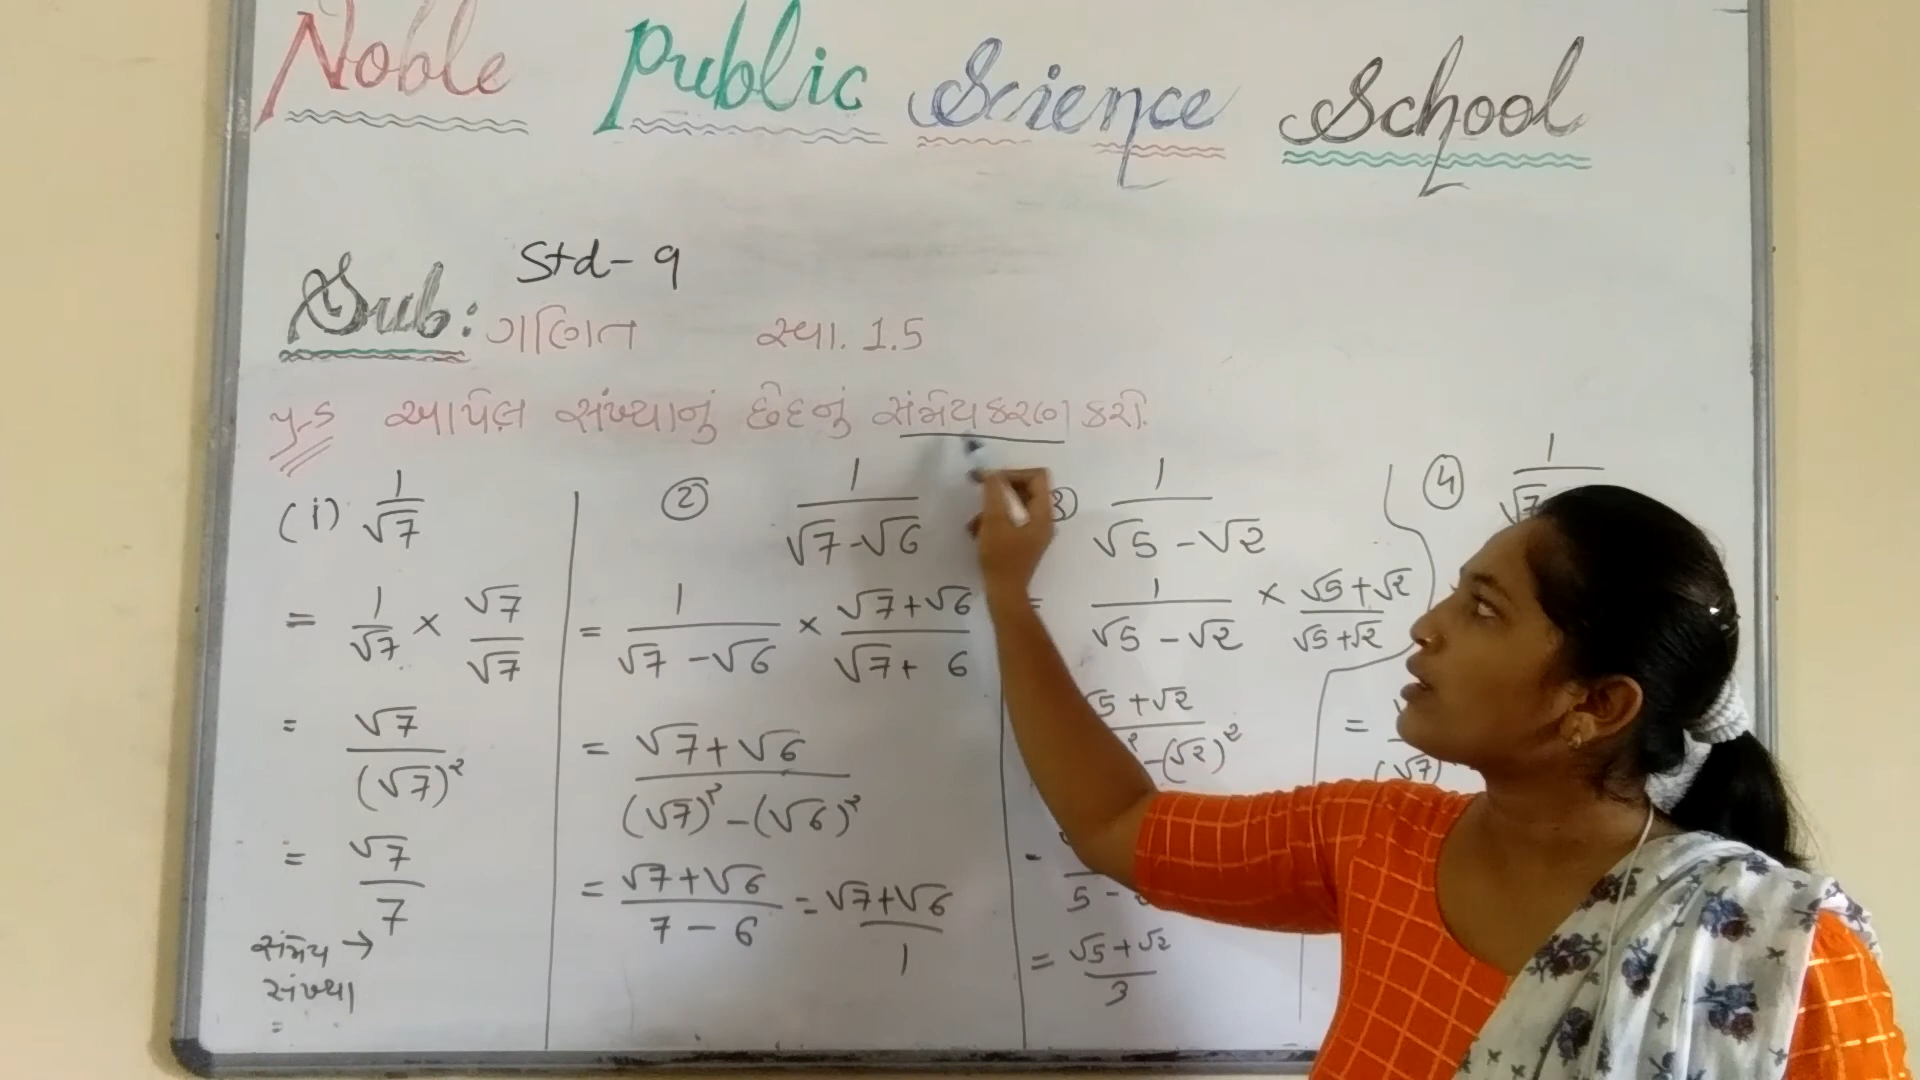 Noble Public Science School
Std- 9
Sub: ગણિત સ્વા. 1.5
પ્ર-5 આપેલ સંખ્યાનું છેદનું સંમેયકરણ કરો.
(i) 1/√7
= 1/√7 × √7/√7
= √7/(√7)²
= √7/7
સંમેય →
સંખ્યા
=
② 1/(√7-√6)
= 1/(√7 -√6) × (√7+√6)/(√7+ 6)
= (√7+√6)/((√7)²-(√6)²)
= (√7+√6)/(7-6) = (√7+√6)/1
③ 1/(√5-√2)
= 1/(√5-√2) × (√5+√2)/(√5+√2)
5+√2 / ²-(√2)²
5 -
= (√5+√2)/3
④ 1/√7
=
(√7)